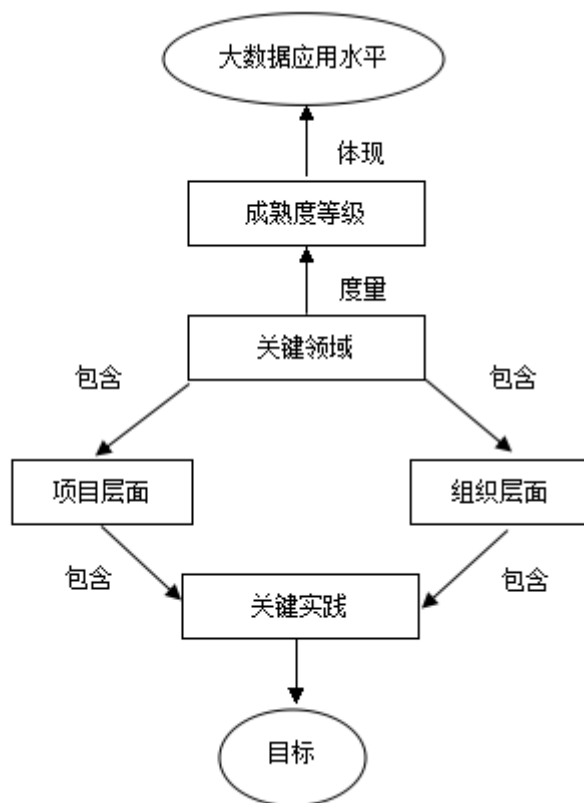 大数据应用水平
体现
成熟度等级
度量
关键领域
包含
包含
项目层面
组织层面
包含
包含
关键实践
目标